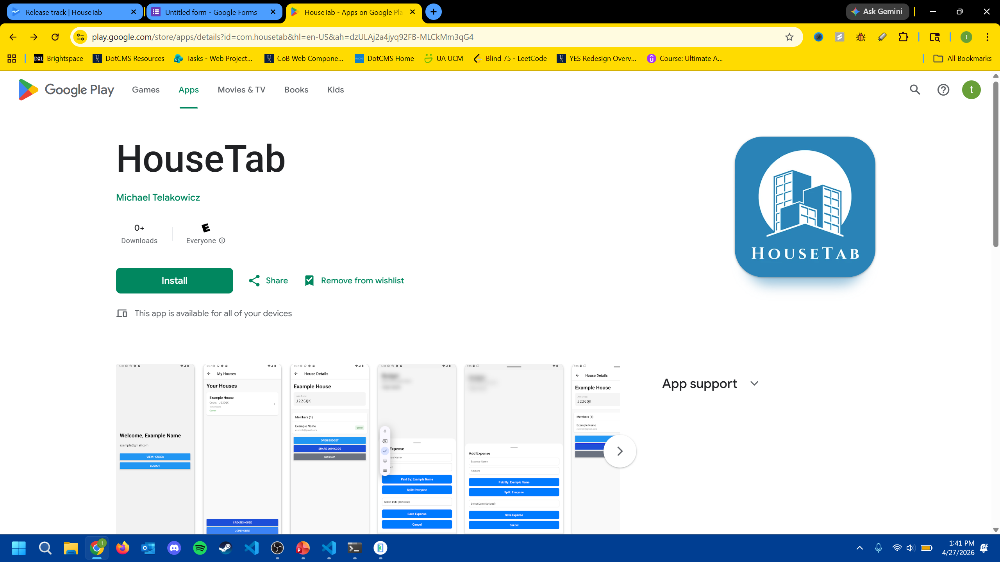 Release track | HouseTab
Untitled form - Google Forms
HouseTab - Apps on Google Pla
Ask Gemini
play.google.com/store/apps/details?id=com.housetab&hl=en-US&ah=dzULAj2a4jyq92FB-MLCkMm3qG4
t
D2L Brightspace
DotCMS Resources
Tasks - Web Project...
CoB Web Compone...
DotCMS Home
UA UCM
Blind 75 - LeetCode
YES Redesign Overv...
Course: Ultimate A...
All Bookmarks
Google Play
Games
Apps
Movies & TV
Books
Kids
t
HouseTab
Michael Telakowicz
0+
Downloads
E
Everyone
Install
Share
Remove from wishlist
This app is available for all of your devices
HOUSETAB
App support
5:36
Welcome, Example Name
example@gmail.com
VIEW HOUSES
LOGOUT
5:37
My Houses
Your Houses
Example House
Code: J22GQK
1 members
Owner
CREATE HOUSE
JOIN HOUSE
5:37
House Details
Example House
Join Code:
J22GQK
Members (1)
Example Name
example@gmail.com
Owner
OPEN BUDGET
SHARE JOIN CODE
GO BACK
5:38
Expense
Name
Paid By: Example Name
Split: Everyone
Select Date (Optional)
Save Expense
Cancel
5:45
Add Expense
Expense Name
Amount
Paid By: Example Name
Split: Everyone
Select Date (Optional)
Save Expense
Cancel
5:46
House Details
Example House
Join Code:
J22GQK
Members (1)
Example Name
example@gmail.com
1:41 PM
4/27/2026